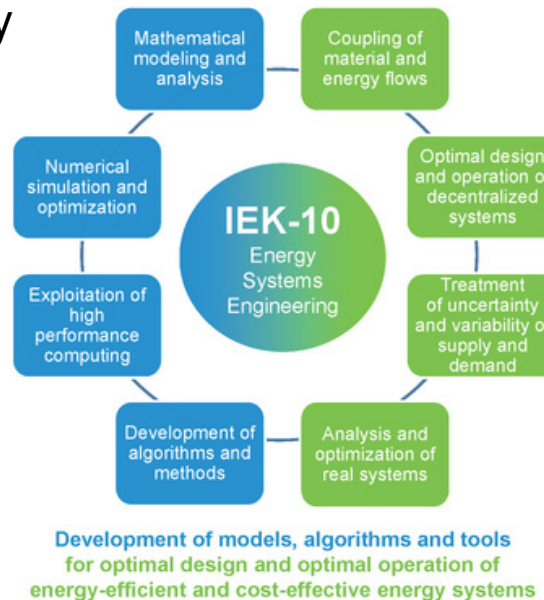 y
Mathematical
modeling and
analysis
Coupling of
material and
energy flows
Numerical
simulation and
optimization
Optimal design
and operation o
decentralized
systems
IEK-10
Energy
Systems
Engineering
Exploitation of
high
performance
computing
Treatment
of uncertainty
and variability o
supply and
demand
Development of
algorithms and
methods
Analysis and
optimization of
real systems
Development of models, algorithms and tools
for optimal design and optimal operation of
energy-efficient and cost-effective energy systems